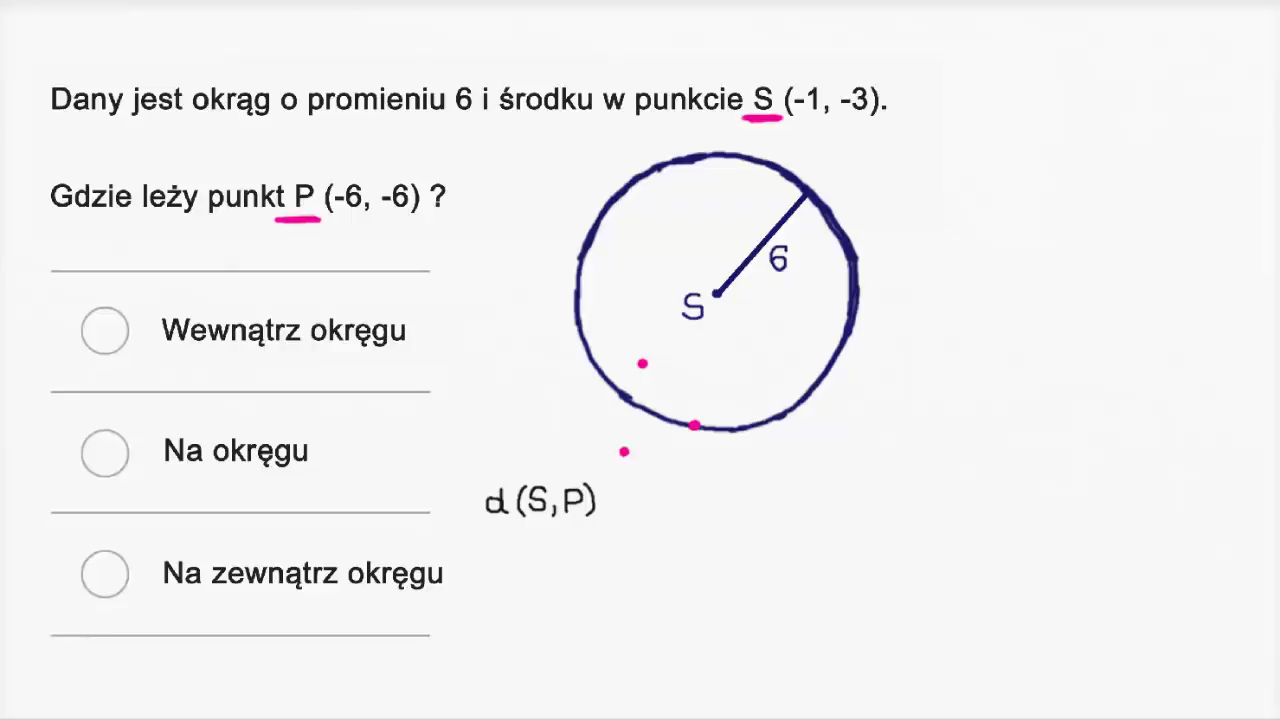 Dany jest okrąg o promieniu 6 i środku w punkcie S (-1, -3).
Gdzie leży punkt P (-6, -6) ?
6
S
Wewnątrz okręgu
Na okręgu
d (S,P)
Na zewnątrz okręgu